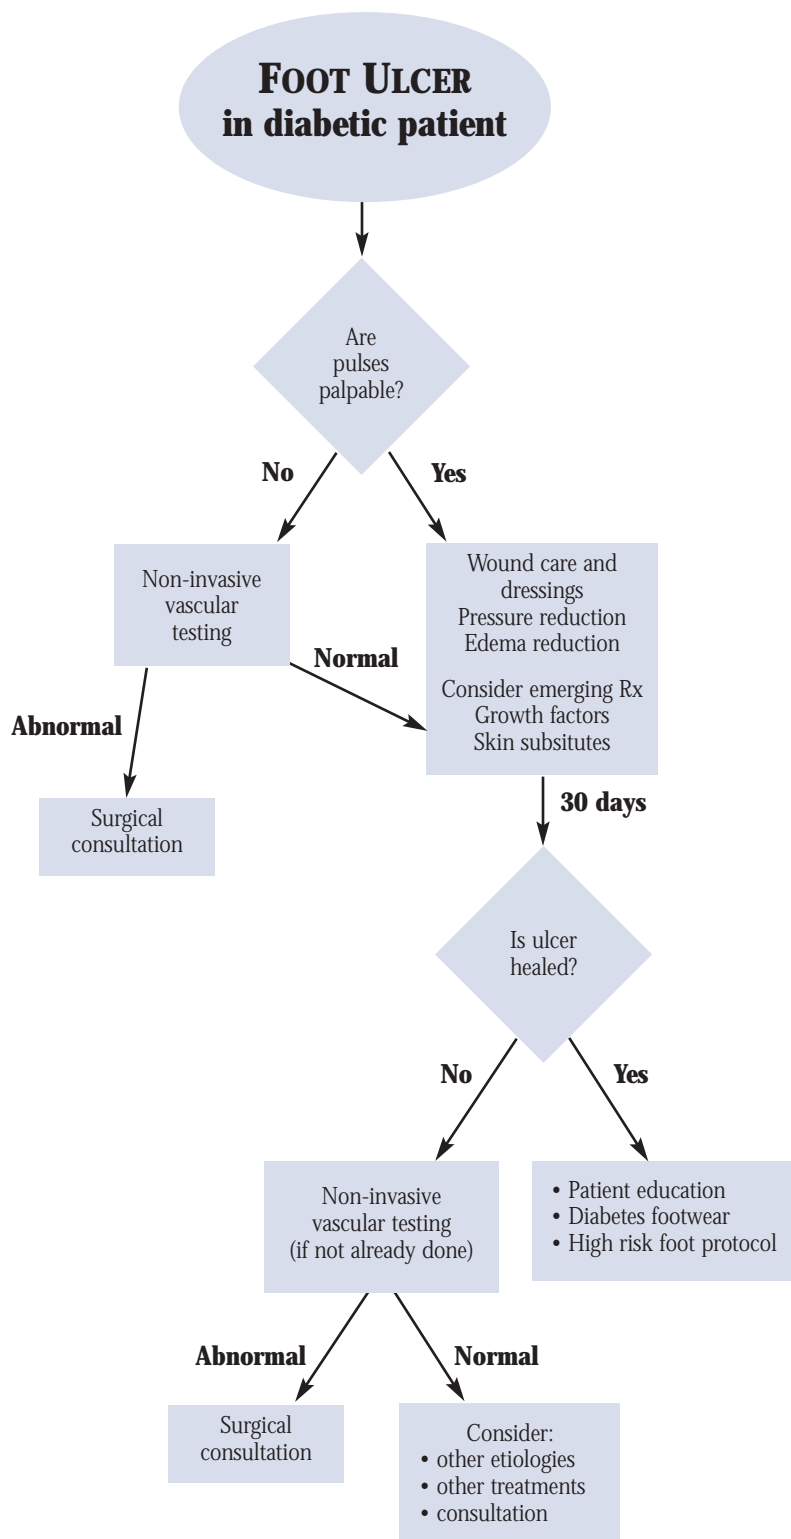 FOOT ULCER
in diabetic patient
Are
pulses
palpable?
No
Yes
Non-invasive
vascular
testing
Wound care and
dressings
Pressure reduction
Edema reduction
Consider emerging Rx
Growth factors
Skin subsitutes
Normal
Abnormal
Surgical
consultation
30 days
Is ulcer
healed?
No
Yes
Non-invasive
vascular testing
(if not already done)
• Patient education
• Diabetes footwear
• High risk foot protocol
Abnormal
Normal
Surgical
consultation
Consider:
• other etiologies
• other treatments
• consultation